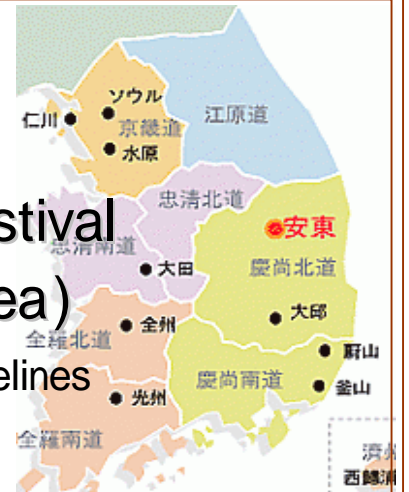 ソウル
仁川
京畿道
江原道
水原
忠清北道
stival
安東
忠清南道
大田
慶尚北道
ea)
大邱
全州
全羅北道
蔚山
elines
慶尚南道
釜山
光州
全羅南道
済州